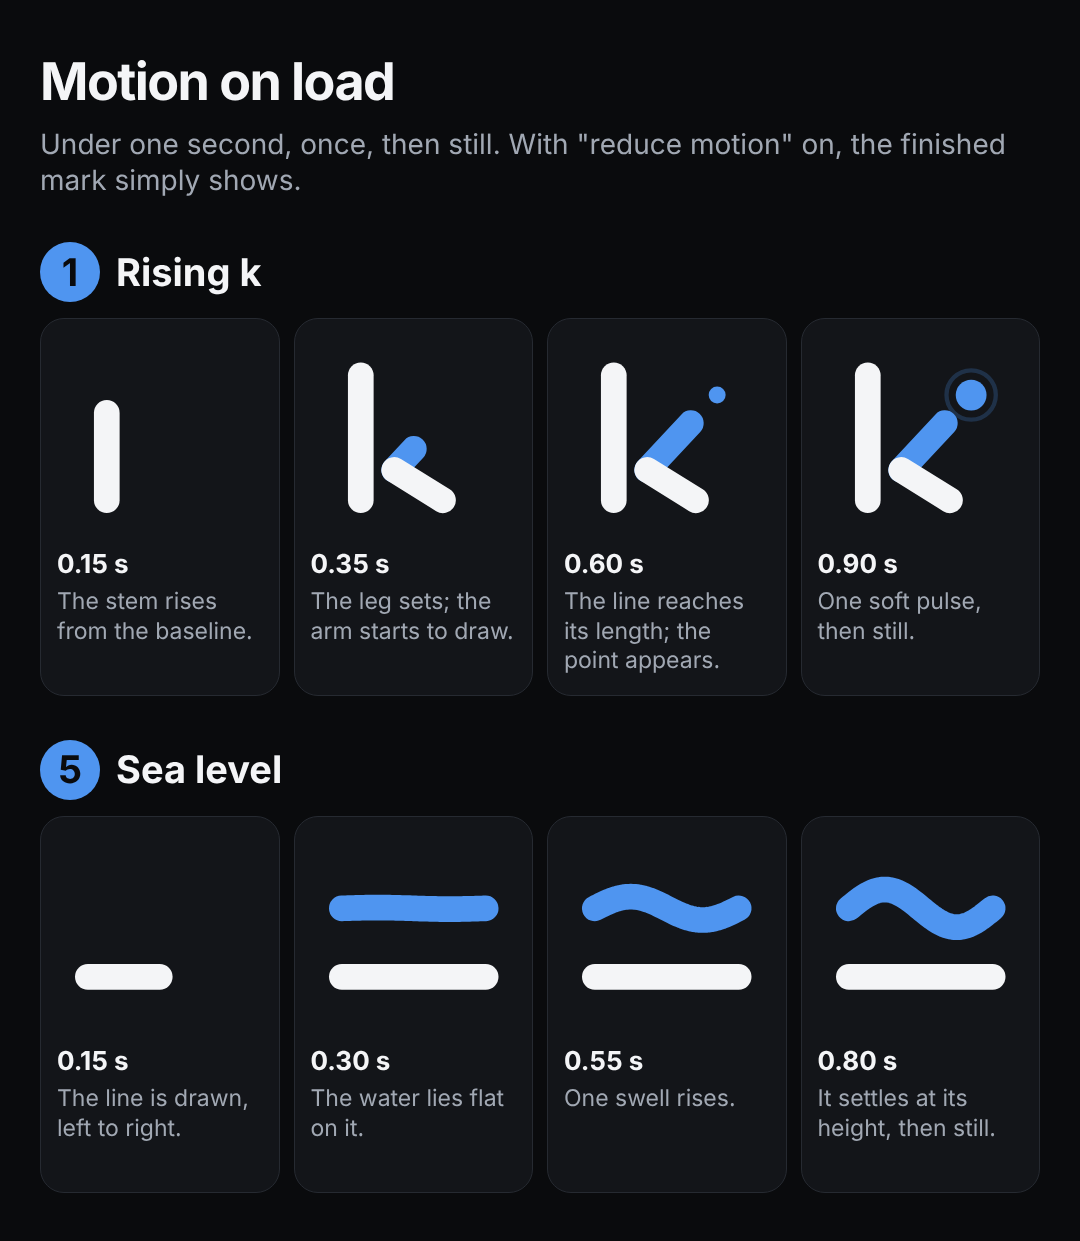 Motion on load
Under one second, once, then still. With "reduce motion" on, the finished
mark simply shows.
1 Rising k
0.15 s
The stem rises
from the baseline.
0.35 s
The leg sets; the
arm starts to draw.
0.60 s
The line reaches
its length; the
point appears.
0.90 s
One soft pulse,
then still.
5 Sea level
0.15 s
The line is drawn,
left to right.
0.30 s
The water lies flat
on it.
0.55 s
One swell rises.
0.80 s
It settles at its
height, then still.